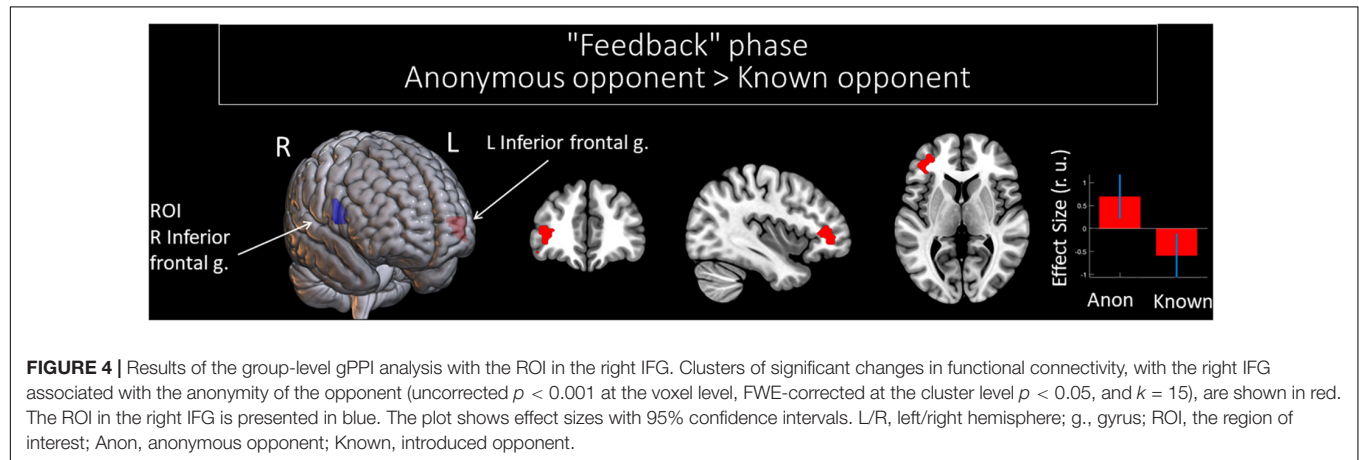 "Feedback" phase
Anonymous opponent > Known opponent
R
L
L Inferior frontal g.
ROI
R Inferior
frontal g.
Effect Size (r. u.)
1
0.5
0
-0.5
-1
Anon
Known
FIGURE 4 | Results of the group-level gPPI analysis with the ROI in the right IFG. Clusters of significant changes in functional connectivity, with the right IFG
associated with the anonymity of the opponent (uncorrected p < 0.001 at the voxel level, FWE-corrected at the cluster level p < 0.05, and k = 15), are shown in red.
The ROI in the right IFG is presented in blue. The plot shows effect sizes with 95% confidence intervals. L/R, left/right hemisphere; g., gyrus; ROI, the region of
interest; Anon, anonymous opponent; Known, introduced opponent.